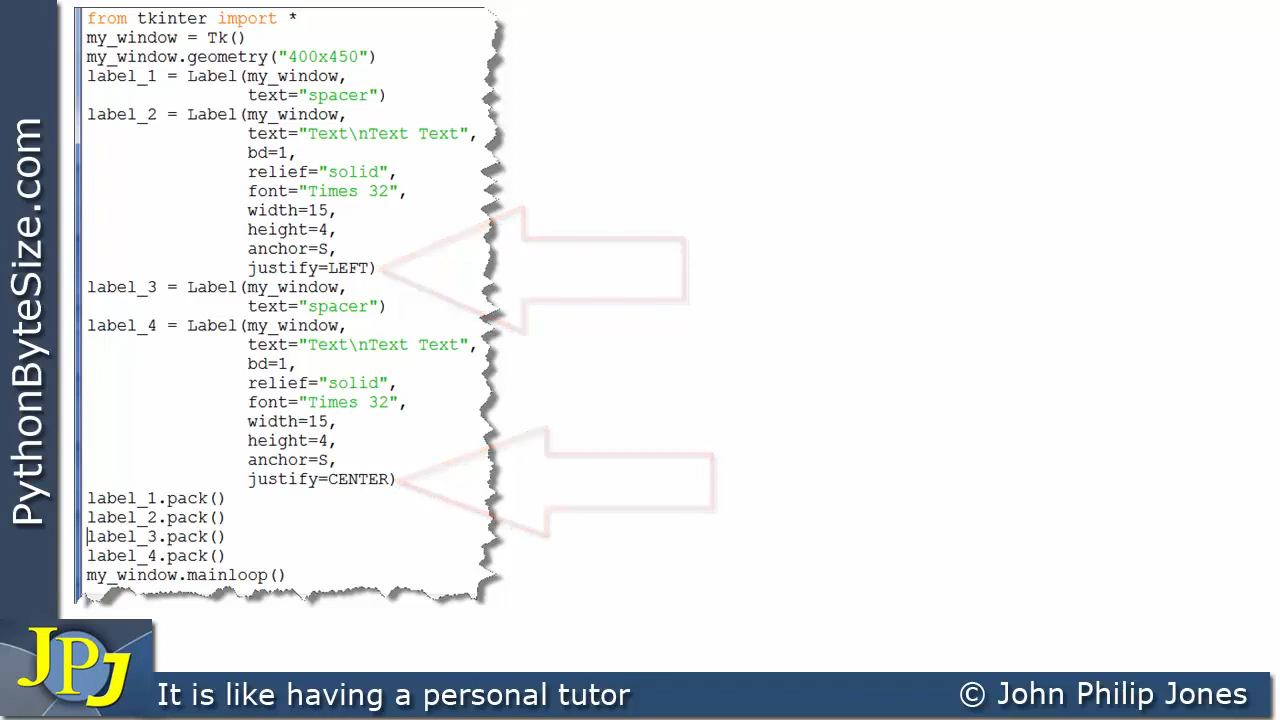 from tkinter import *
my_window = Tk()
my_window.geometry("400x450")
label_1 = Label(my_window,
                text="spacer")
label_2 = Label(my_window,
                text="Text\nText Text",
                bd=1,
                relief="solid",
                font="Times 32",
                width=15,
                height=4,
                anchor=S,
                justify=LEFT)
label_3 = Label(my_window,
                text="spacer")
label_4 = Label(my_window,
                text="Text\nText Text",
                bd=1,
                relief="solid",
                font="Times 32",
                width=15,
                height=4,
                anchor=S,
                justify=CENTER)
label_1.pack()
label_2.pack()
label_3.pack()
label_4.pack()
my_window.mainloop()
PythonByteSize.com
JPJ
It is like having a personal tutor
© John Philip Jones